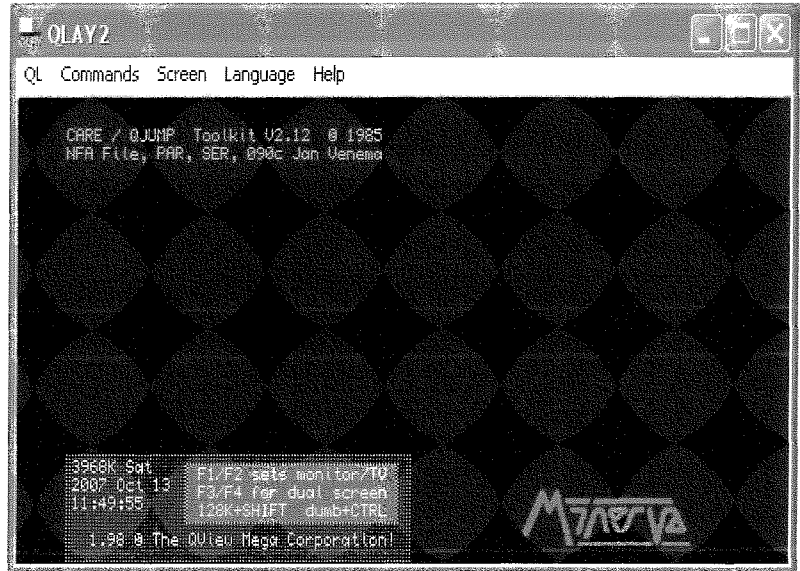 QLAY2
QL Commands Screen Language Help
CARE / QJUMP Toolkit V2.12 © 1985
NFA File, PAR, SER, 090c Jan Venema
3968K Sat
2007 Oct 13
11:49:55
F1/F2 sets monitor/TV
F3/F4 for dual screen
128K+SHIFT dumb+CTRL
1.98 © The QView Mega Corporation!
Minerva